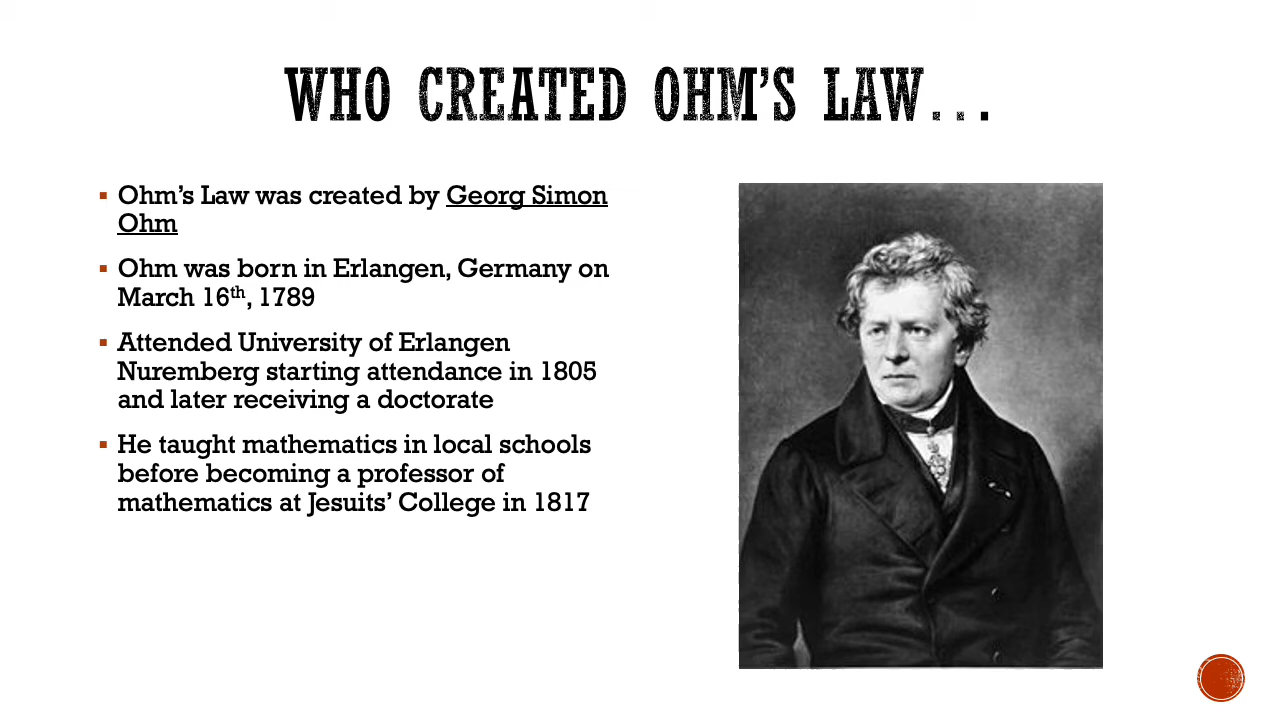 WHO CREATED OHM’S LAW...
▪ Ohm’s Law was created by Georg Simon
Ohm
▪ Ohm was born in Erlangen, Germany on
March 16th, 1789
▪ Attended University of Erlangen
Nuremberg starting attendance in 1805
and later receiving a doctorate
▪ He taught mathematics in local schools
before becoming a professor of
mathematics at Jesuits’ College in 1817